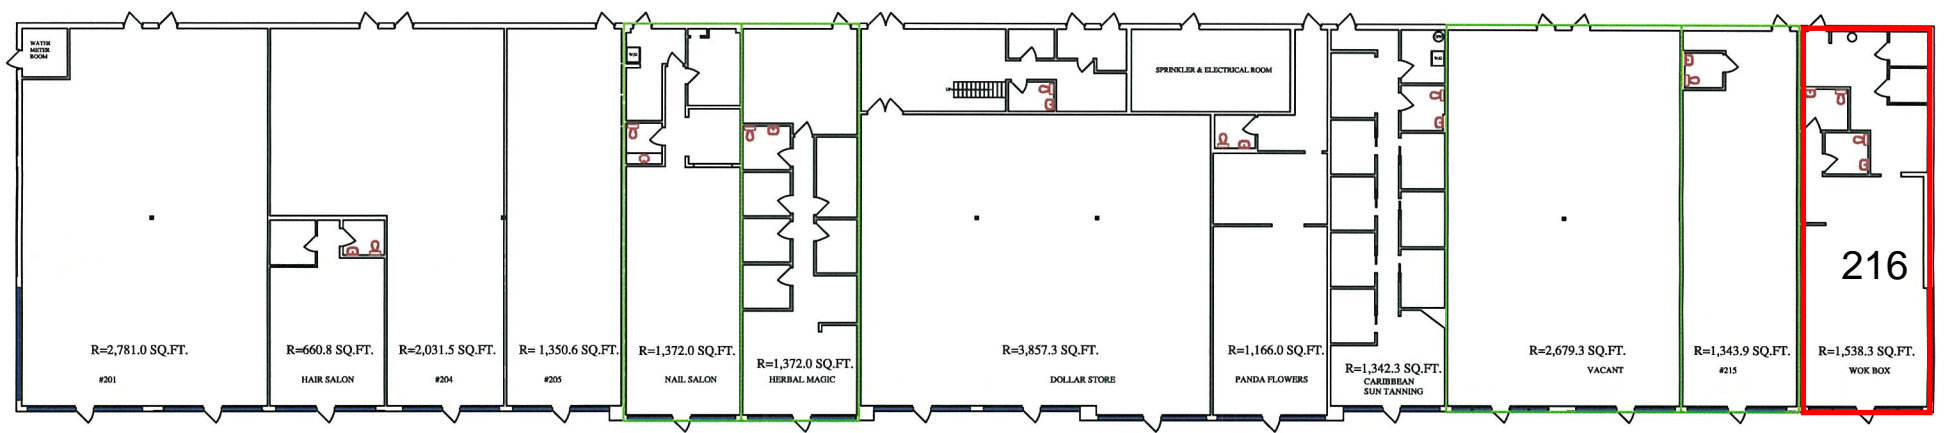 WATER
METER
ROOM
R=2,781.0 SQ.FT.
#201
R=660.8 SQ.FT.
HAIR SALON
R=2,031.5 SQ.FT.
#204
R= 1,350.6 SQ.FT.
#205
R=1,372.0 SQ.FT.
NAIL SALON
R=1,372.0 SQ.FT.
HERBAL MAGIC
UP
SPRINKLER & ELECTRICAL ROOM
R=3,857.3 SQ.FT.
DOLLAR STORE
R=1,166.0 SQ.FT.
PANDA FLOWERS
R=1,342.3 SQ.FT.
CARIBBEAN
SUN TANNING
R=2,679.3 SQ.FT.
VACANT
R=1,343.9 SQ.FT.
#215
216
R=1,538.3 SQ.FT.
WOK BOX